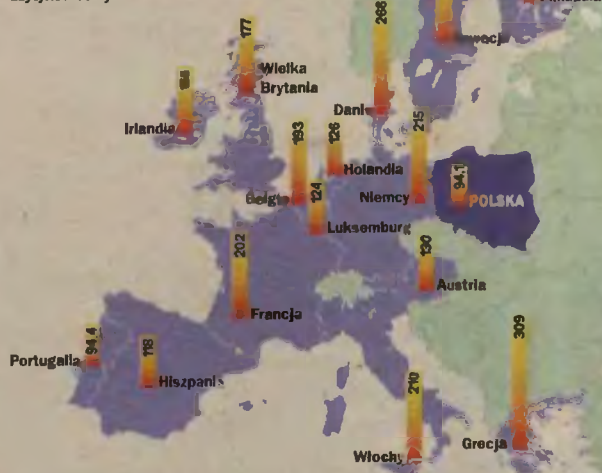 177
266
Wielka
Brytania
Irlandia
Dania
193
126
215
Holandia
94.1
POLSKA
Belgia
124
Niemcy
Luksemburg
202
130
Austria
Francja
309
Portugalia
94.4
118
Hiszpania
210
Grecja
Włochy